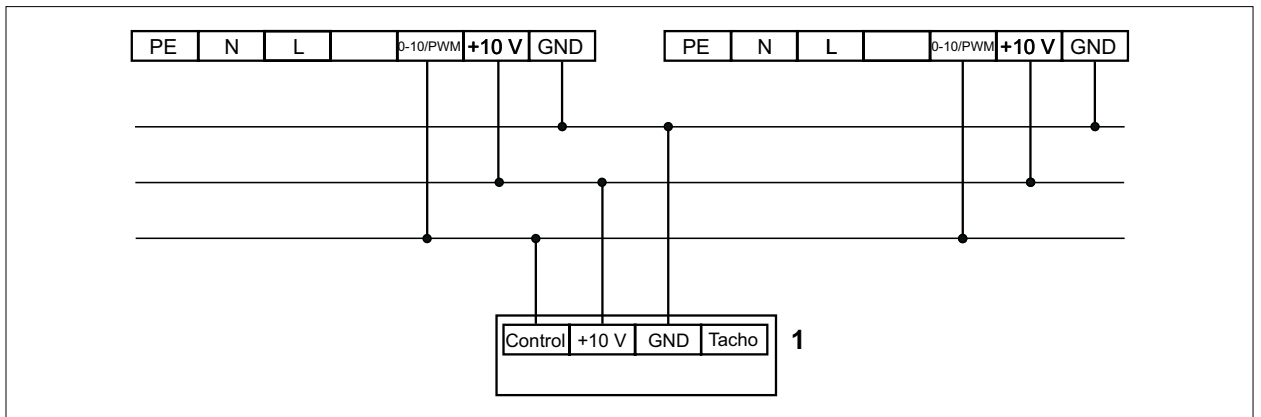 PE N L 0-10/PWM +10 V GND PE N L 0-10/PWM +10 V GND
Control +10 V GND Tacho 1